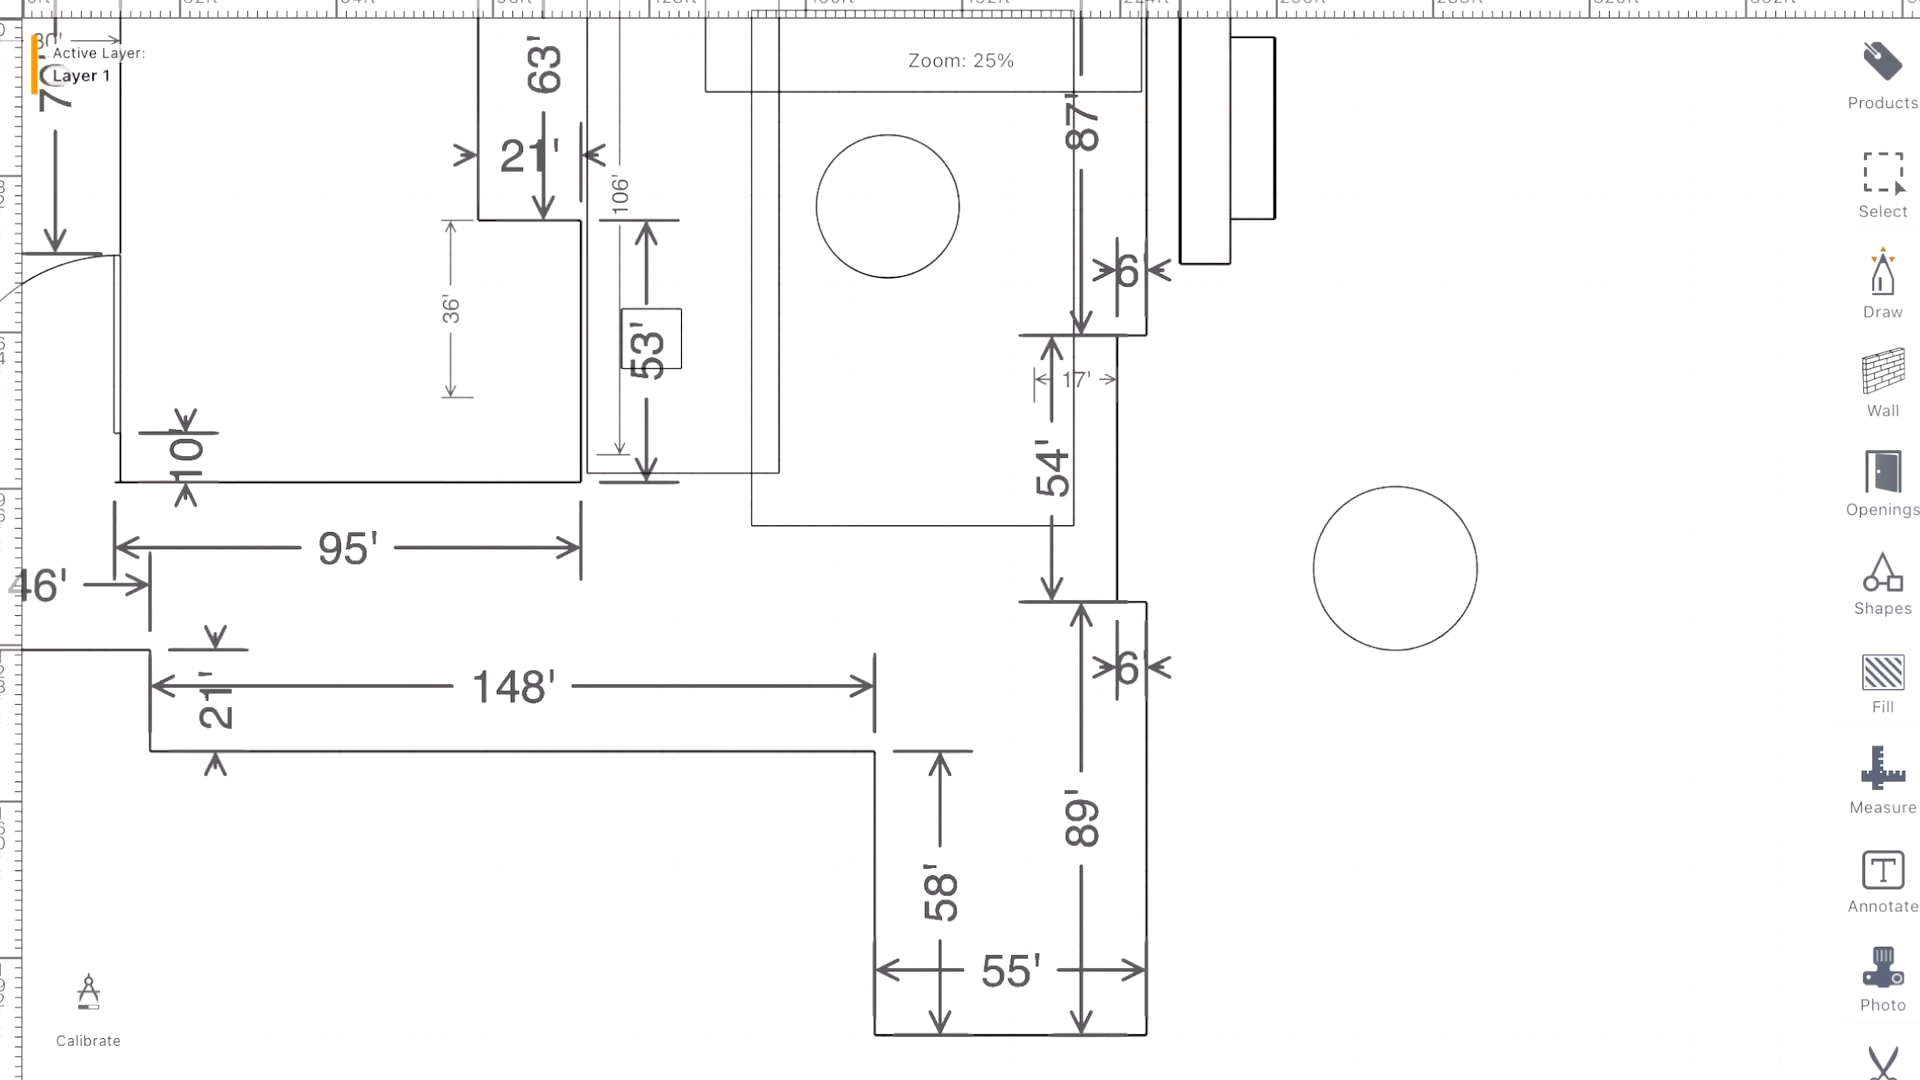 Active Layer:
Layer 1
Zoom: 25%
63'
87'
21'
106'
6'
36'
53'
17'
10'
54'
95'
46'
6'
21'
148'
89'
58'
55'
Calibrate
Products
Select
Draw
Wall
Openings
Shapes
Fill
Measure
Annotate
Photo